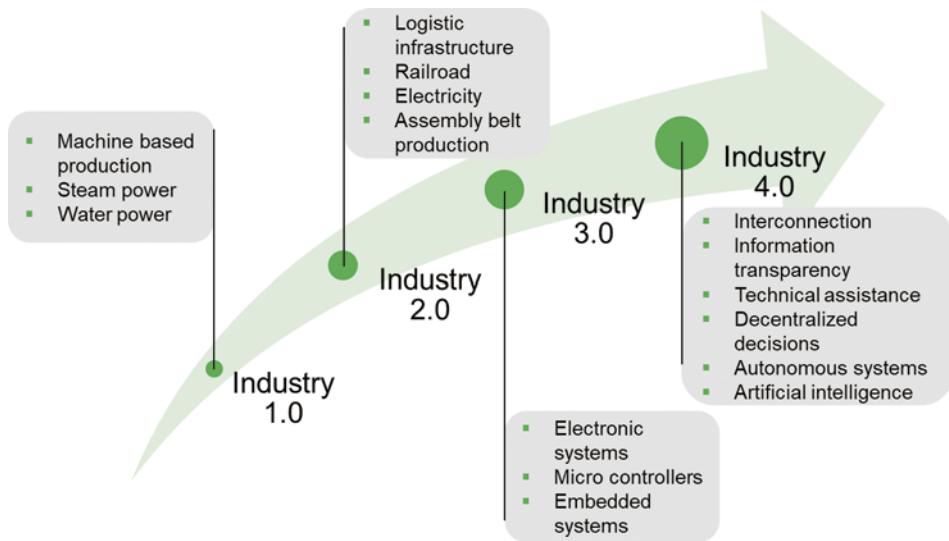 Machine based
production
Steam power
Water power
Industry
1.0
Logistic
infrastructure
Railroad
Electricity
Assembly belt
production
Industry
2.0
Electronic
systems
Micro controllers
Embedded
systems
Industry
3.0
Industry
4.0
Interconnection
Information
transparency
Technical assistance
Decentralized
decisions
Autonomous systems
Artificial intelligence